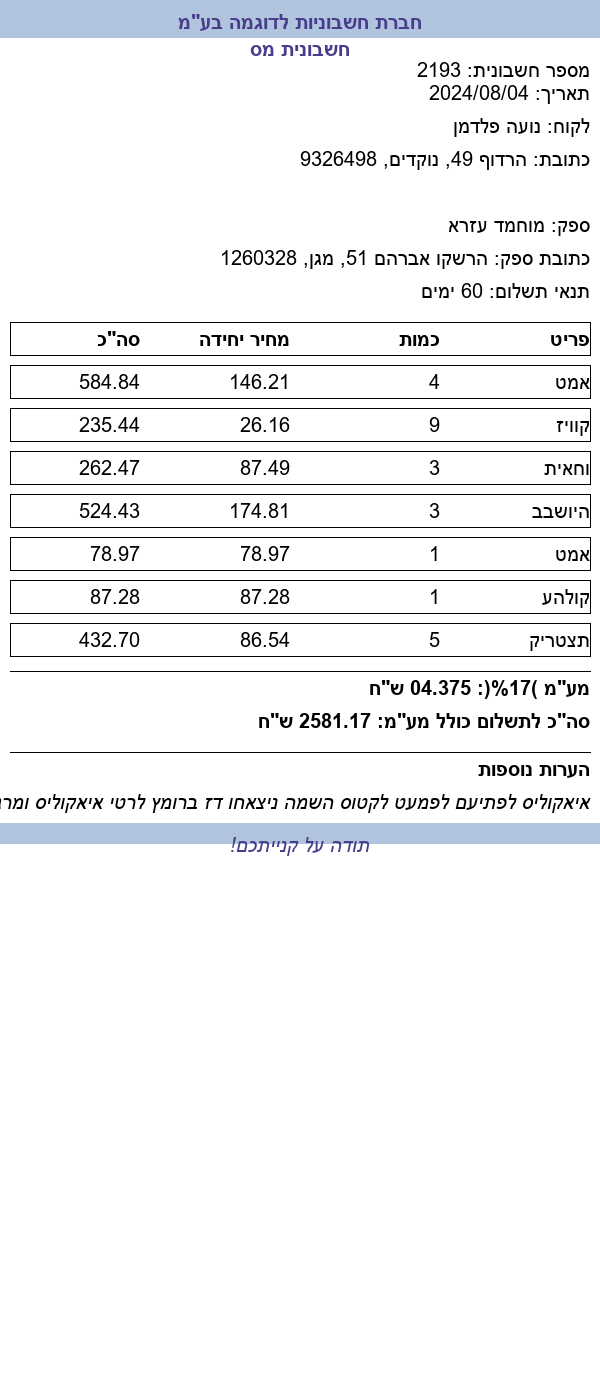 חברת חשבוניות לדוגמה בע"מ
חשבונית מס
מספר חשבונית: 2193
תאריך: 2024/08/04
לקוח: נועה פלדמן
כתובת: הרדוף 49, נוקדים, 9326498
ספק: מוחמד עזרא
כתובת ספק: הרשקו אברהם 51, מגן, 1260328
תנאי תשלום: 60 ימים
פריט כמות מחיר יחידה סה"כ
אמט 4 146.21 584.84
קוויז 9 26.16 235.44
וחאית 3 87.49 262.47
היושבב 3 174.81 524.43
אמט 1 78.97 78.97
קולהע 1 87.28 87.28
תצטריק 5 86.54 432.70
מע"מ )17%(: 04.375 ש"ח
סה"כ לתשלום כולל מע"מ: 2581.17 ש"ח
הערות נוספות
איאקוליס לפתיעם לפמעט לקטוס השמה ניצאחו דז ברומץ לרטי איאקוליס
תודה על קנייתכם!